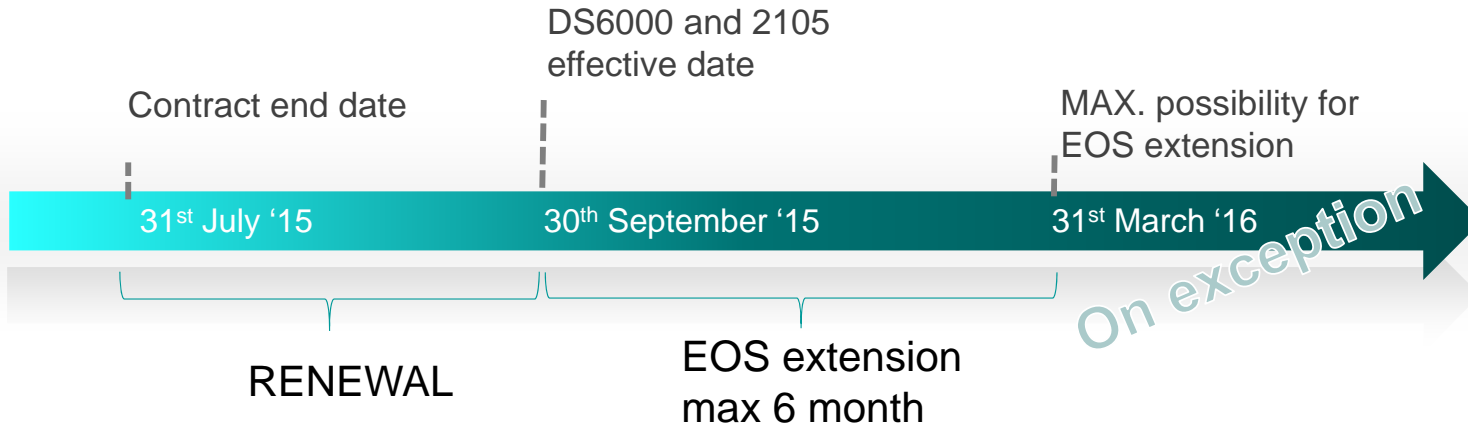 DS6000 and 2105
effective date
Contract end date
MAX. possibility for
EOS extension
31st July ‘15
30th September ‘15
31st March ‘16
On exception
RENEWAL
EOS extension
max 6 month